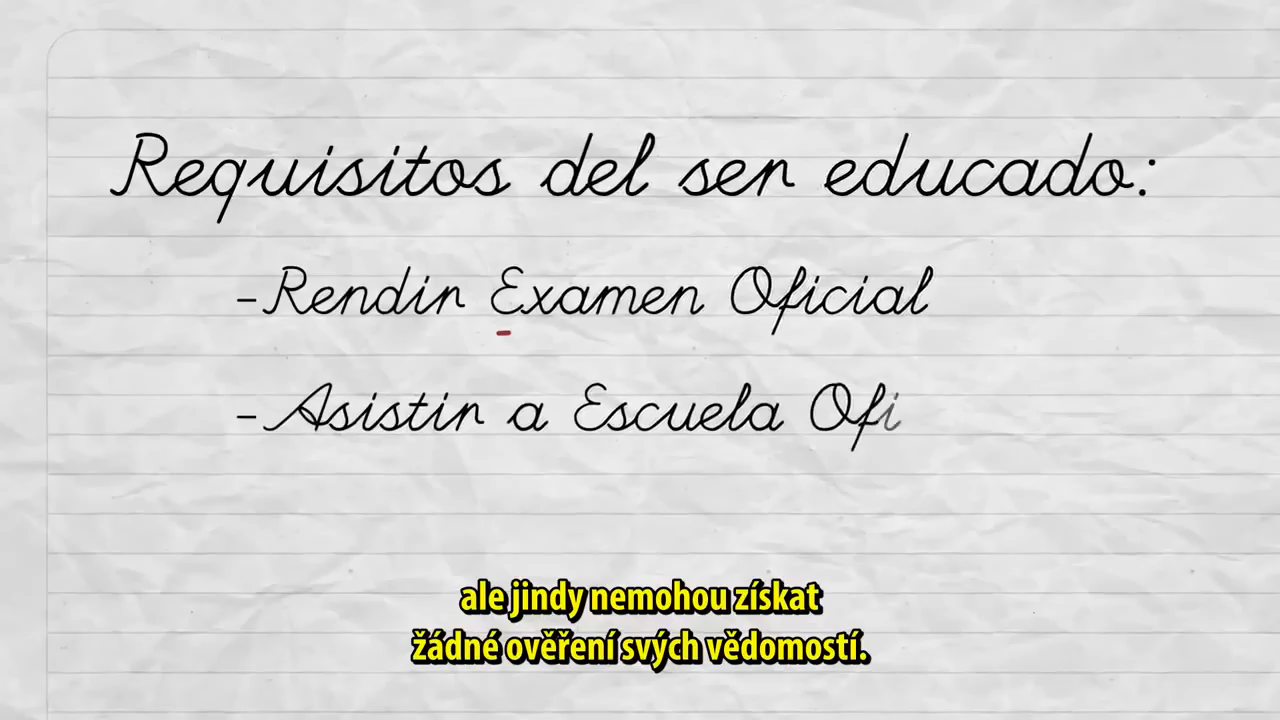 Requisitos del ser educado:
-Rendir Examen Oficial
-Asistir a Escuela Ofi
ale jindy nemohou získat
žádné ověření svých vědomostí.